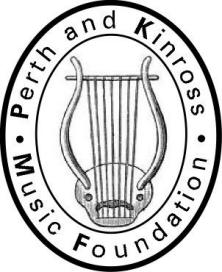 Perth and Kinross
• Music Foundation •